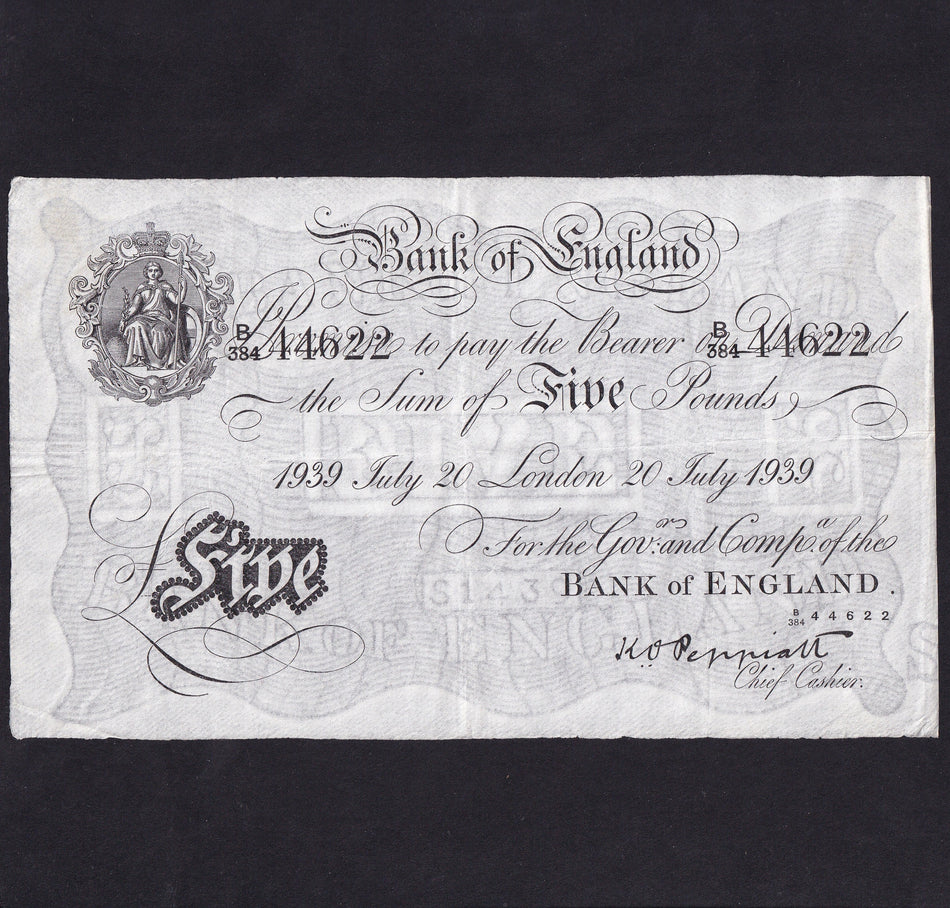 Bank of England
B
384 44622 I Promise to pay the Bearer on Demand B
384 44622
the Sum of Five Pounds
1939 July 20 London 20 July 1939
For the Govr. and Compa. of the
BANK of ENGLAND.
B
384 44622
K.O. Peppiatt
Chief Cashier.
£ Five